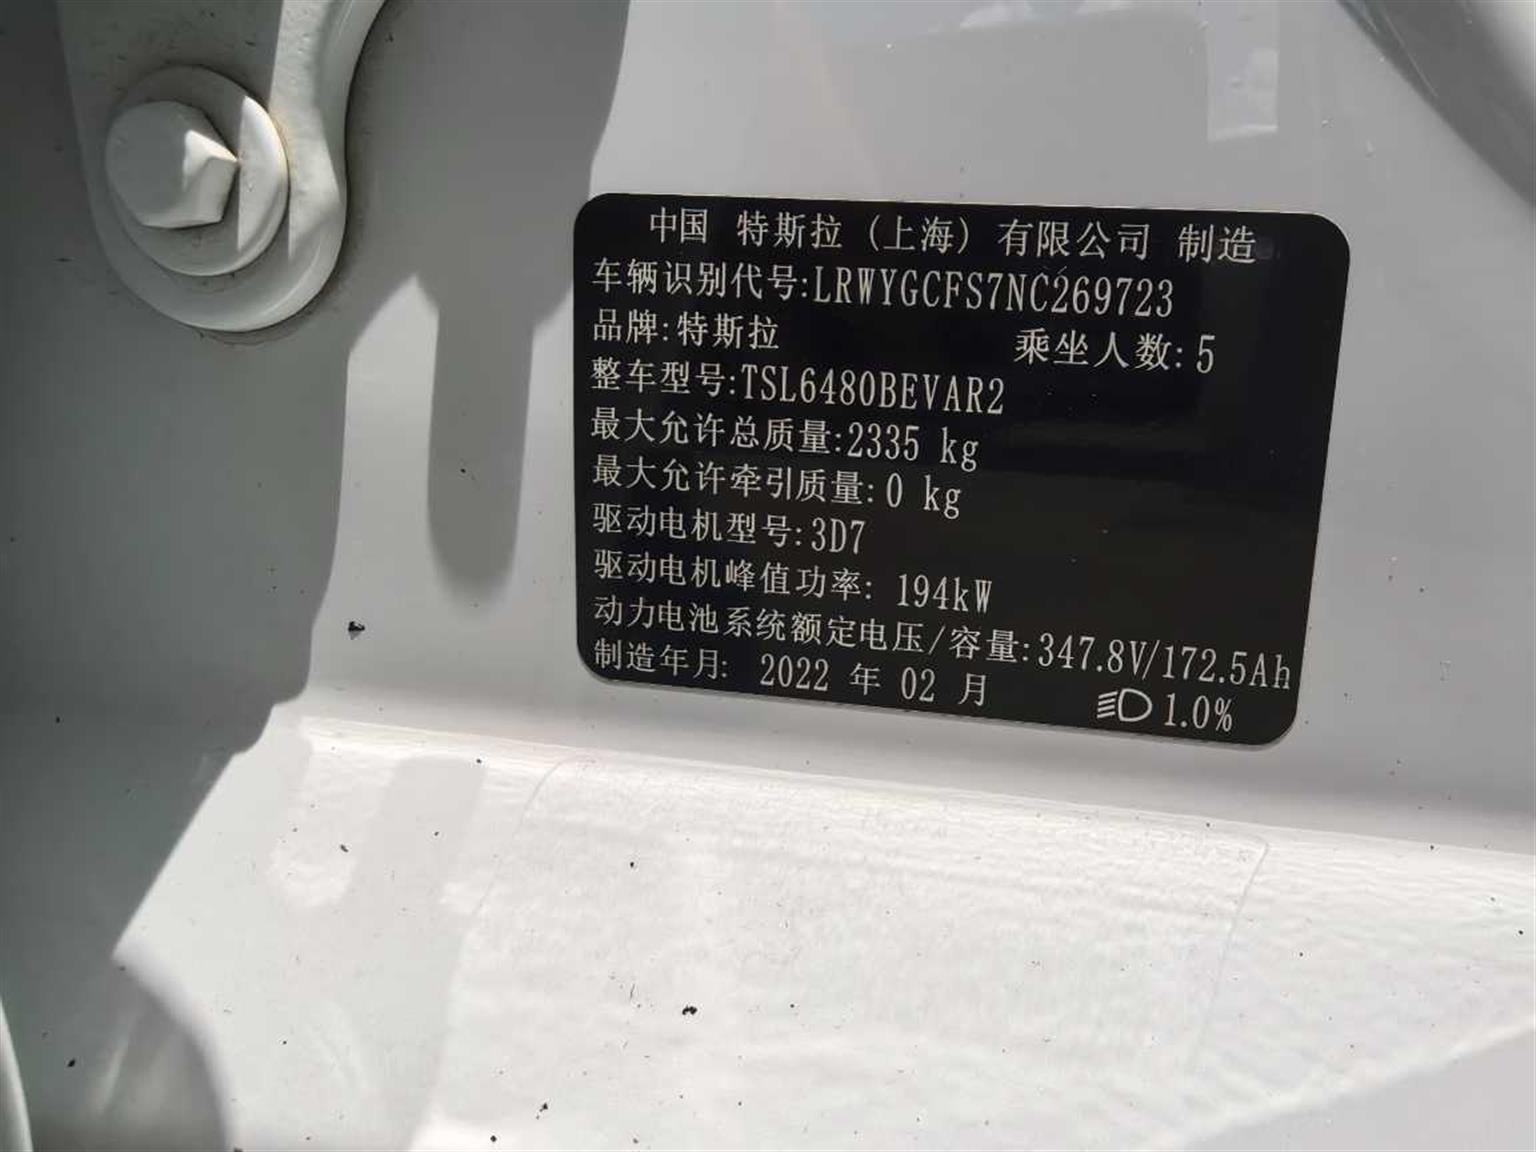 中国 特斯拉(上海)有限公司 制造
车辆识别代号:LRWYGCFS7NC269723
品牌:特斯拉 乘坐人数:5
整车型号:TSL6480BEVAR2
最大允许总质量:2335 kg
最大允许牵引质量:0 kg
驱动电机型号:3D7
驱动电机峰值功率: 194kW
动力电池系统额定电压/容量:347.8V/172.5Ah
制造年月: 2022 年 02 月 1.0%